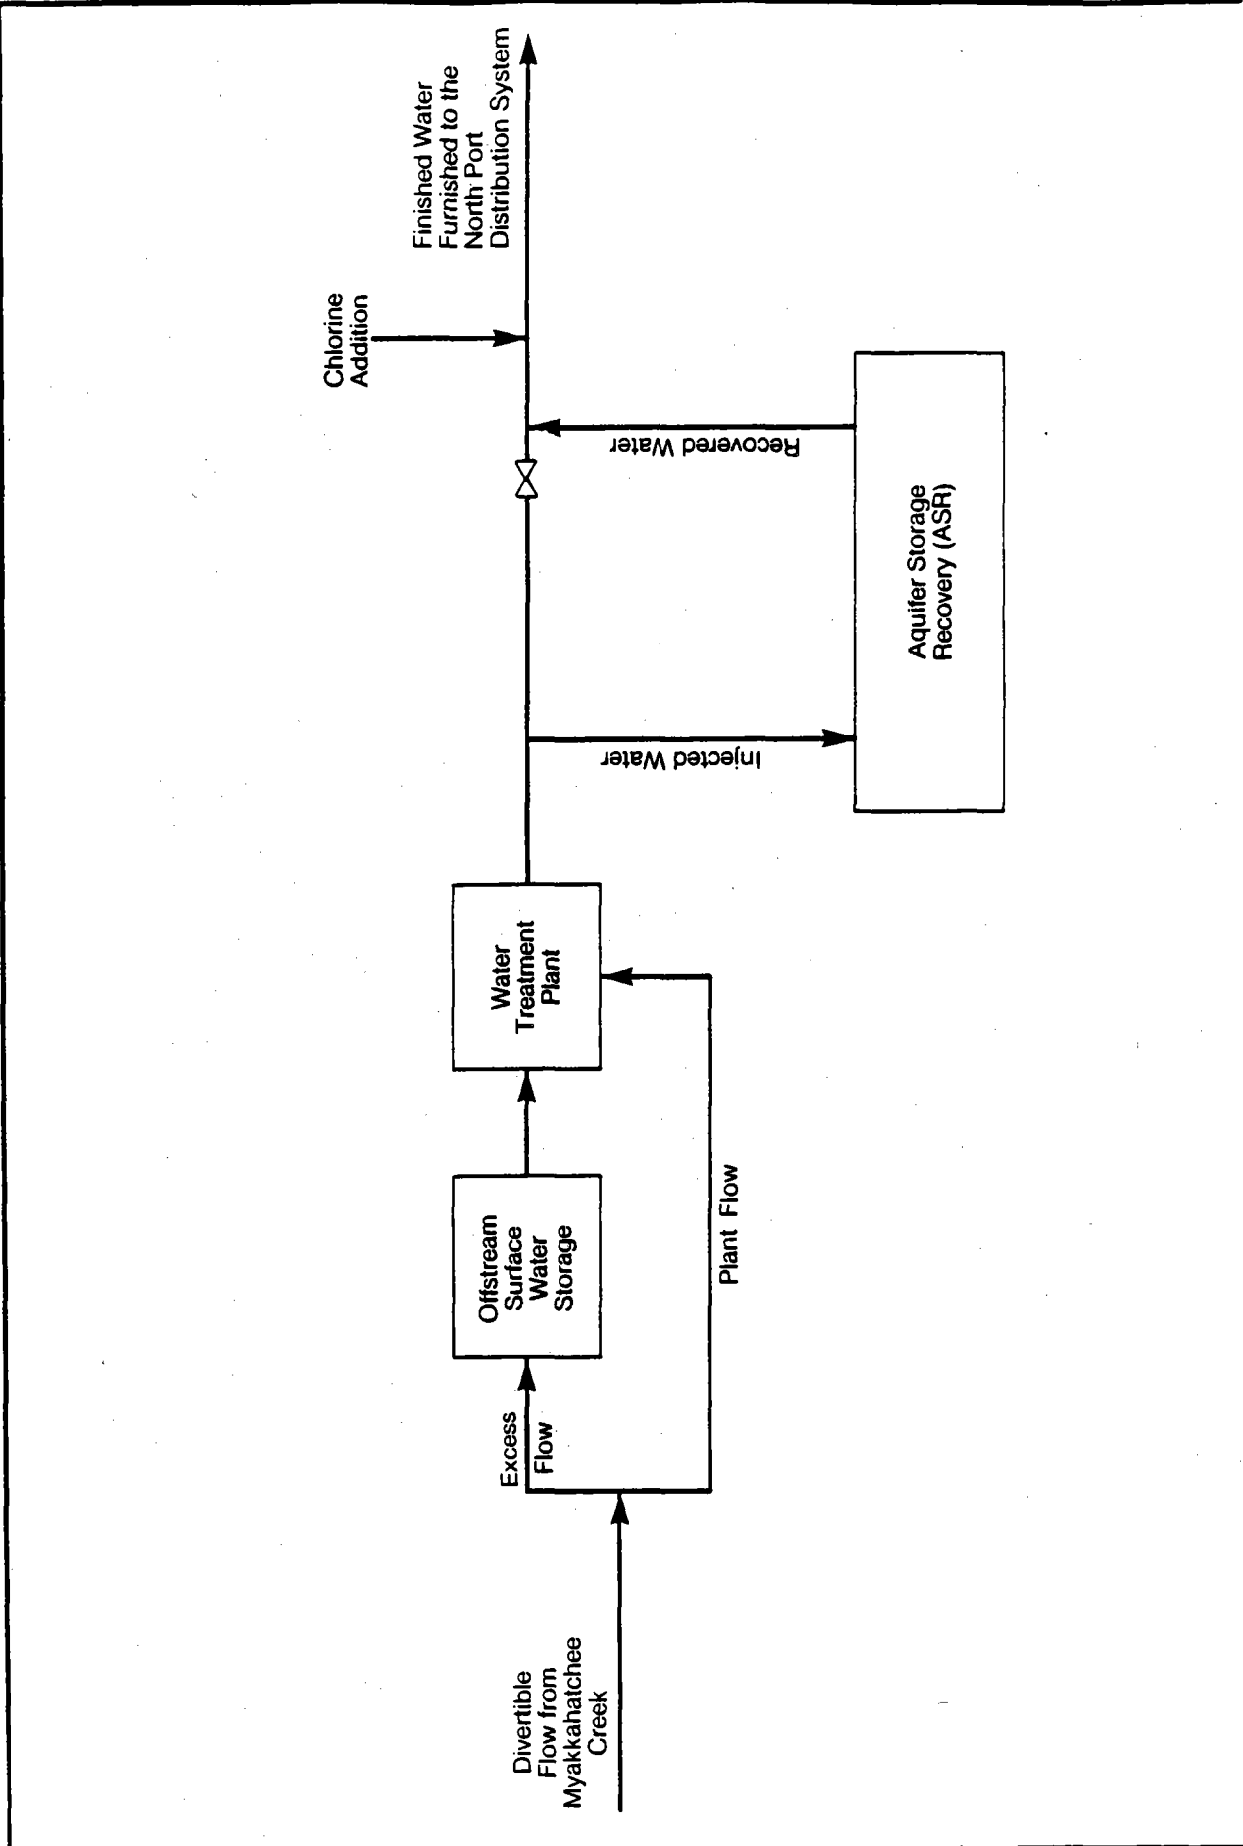 Divertible
Flow from
Myakkahatchee
Creek
Excess
Flow
Plant Flow
Offstream
Surface
Water
Storage
Water
Treatment
Plant
Injected Water
Aquifer Storage
Recovery (ASR)
Recovered Water
Chlorine
Addition
Finished Water
Furnished to the
North Port
Distribution System